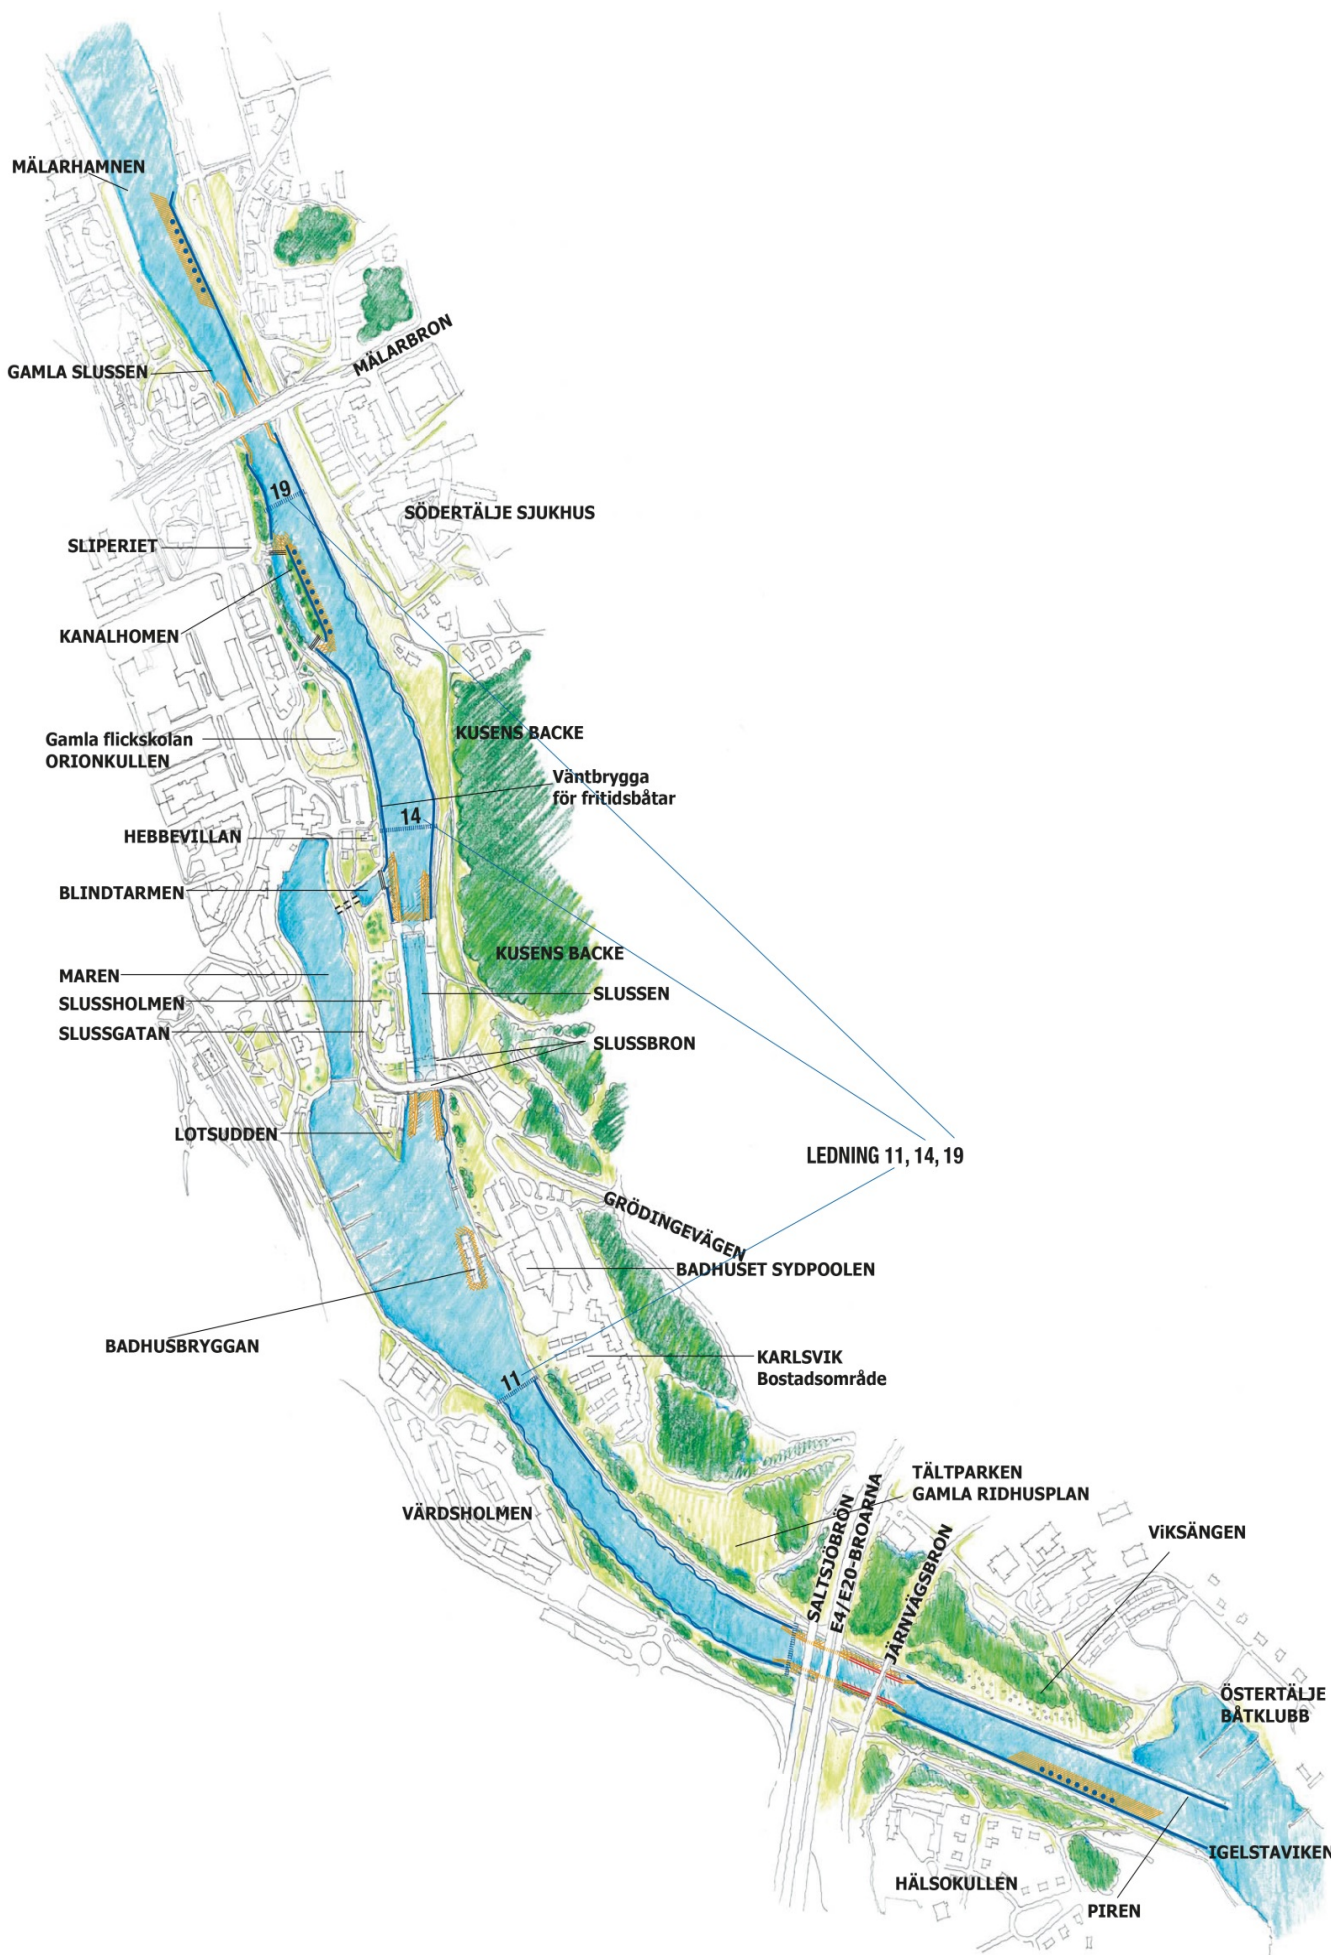 MÄLARHAMNEN
MÄLARBRON
GAMLA SLUSSEN
19
SÖDERTÄLJE SJUKHUS
SLIPERIET
KANALHOMEN
KUSENS BACKE
Gamla flickskolan
ORIONKULLEN
Väntbrygga
för fritidsbåtar
14
HEBBEVILLAN
BLINDTARMEN
KUSENS BACKE
MAREN
SLUSSEN
SLUSSHOLMEN
SLUSSGATAN
SLUSSBRON
LOTSUDDEN
LEDNING 11, 14, 19
GRÖDINGEVÄGEN
BADHUSET SYDPOOLEN
BADHUSBRYGGAN
KARLSVIK
Bostadsområde
11
TÄLTPARKEN
GAMLA RIDHUSPLAN
VÄRDSHOLMEN
SALTSJÖBRÖN
E4/E20-BROARNA
JÄRNVÄGSBRON
ViKSÄNGEN
ÖSTERTÄLJE
BÅTKLUBB
IGELSTAVIKEN
HÄLSOKULLEN
PIREN